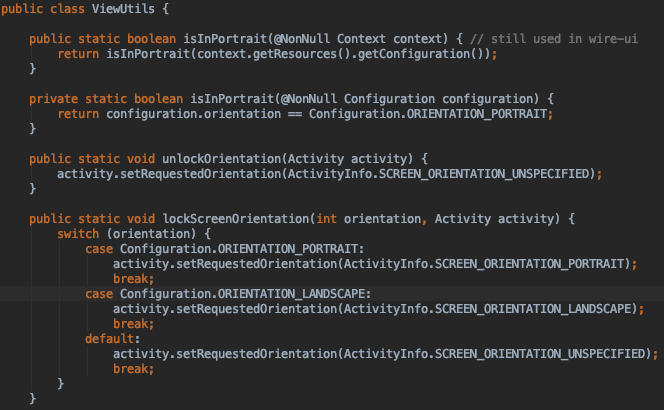 public class ViewUtils {
public static boolean isInPortrait(@NonNull Context context) { // still used in wire-ui
return isInPortrait(context.getResources().getConfiguration());
}
private static boolean isInPortrait(@NonNull Configuration configuration) {
return configuration.orientation == Configuration.ORIENTATION_PORTRAIT;
}
public static void unlockOrientation(Activity activity) {
activity.setRequestedOrientation(ActivityInfo.SCREEN_ORIENTATION_UNSPECIFIED);
}
public static void lockScreenOrientation(int orientation, Activity activity) {
switch (orientation) {
case Configuration.ORIENTATION_PORTRAIT:
activity.setRequestedOrientation(ActivityInfo.SCREEN_ORIENTATION_PORTRAIT);
break;
case Configuration.ORIENTATION_LANDSCAPE:
activity.setRequestedOrientation(ActivityInfo.SCREEN_ORIENTATION_LANDSCAPE);
break;
default:
activity.setRequestedOrientation(ActivityInfo.SCREEN_ORIENTATION_UNSPECIFIED);
break;
}
}